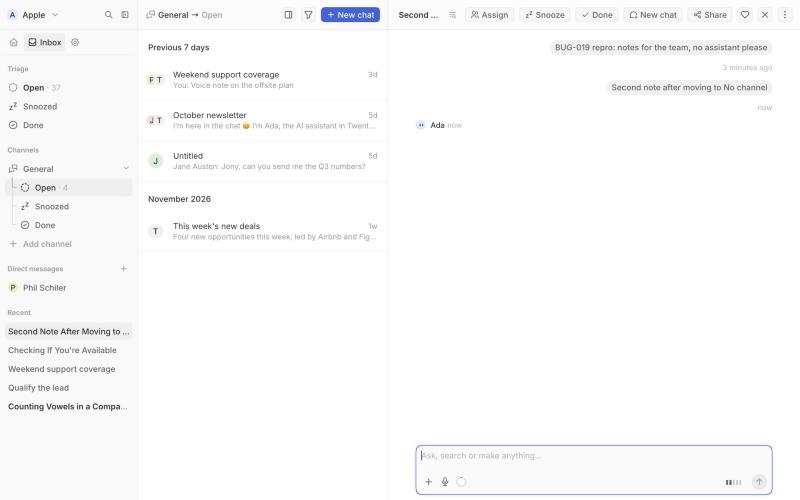 Apple
Inbox
Triage
Open · 37
Snoozed
Done
Channels
General
Open · 4
Snoozed
Done
Add channel
Direct messages
Phil Schiler
Recent
Second Note After Moving to ...
Checking If You're Available
Weekend support coverage
Qualify the lead
Counting Vowels in a Compa...
General → Open
New chat
Previous 7 days
Weekend support coverage 3d
You: Voice note on the offsite plan
October newsletter 5d
I'm here in the chat 😊 I'm Ada, the AI assistant in Twent...
Untitled 5d
Jane Austen: Jony, can you send me the Q3 numbers?
November 2026
This week's new deals 1w
Four new opportunities this week, led by Airbnb and Fig...
Second ... Assign Snooze Done New chat Share
BUG-019 repro: notes for the team, no assistant please
3 minutes ago
Second note after moving to No channel
now
Ada now
Ask, search or make anything...